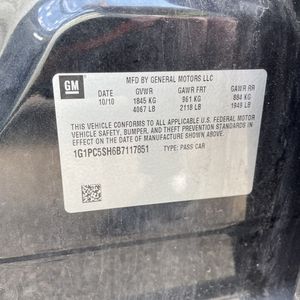 GM
MFD BY GENERAL MOTORS LLC
DATE GVWR GAWR FRT GAWR RR
10/10 1845 KG 961 KG 884 KG
4067 LB 2118 LB 1949 LB
THIS VEHICLE CONFORMS TO ALL APPLICABLE U.S. FEDERAL MOTOR
VEHICLE SAFETY, BUMPER, AND THEFT PREVENTION STANDARDS IN
EFFECT ON THE DATE OF MANUFACTURE SHOWN ABOVE.
1G1PC5SH6B7117851 TYPE: PASS CAR